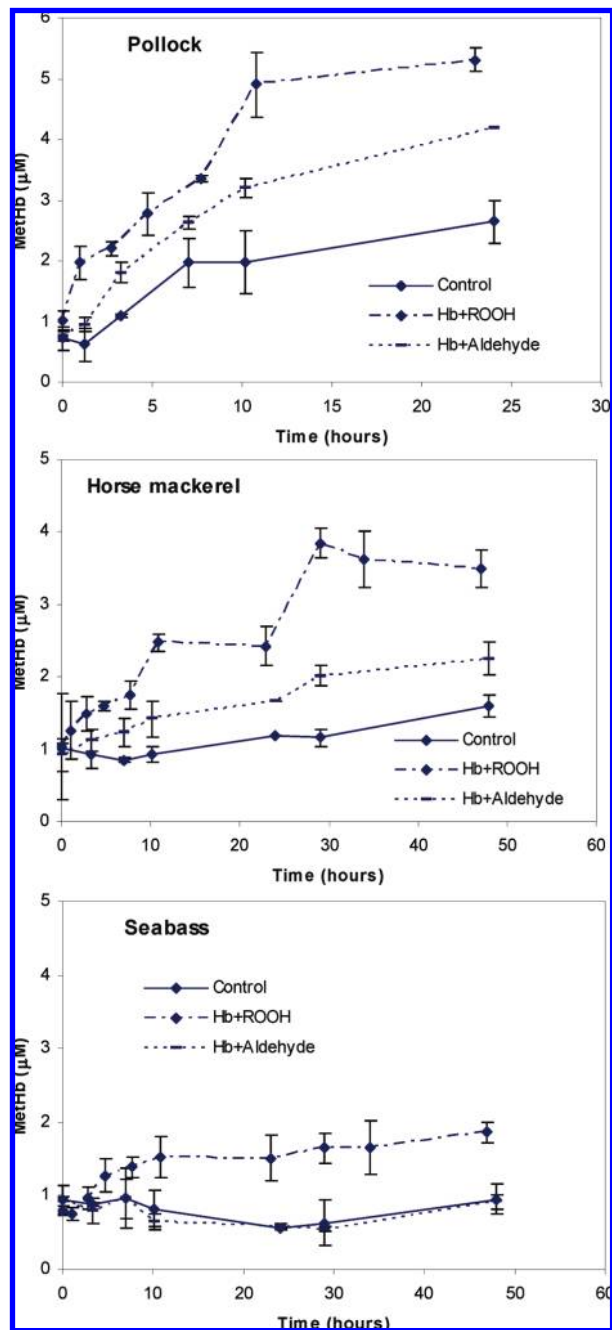 Pollock
MetHb (µM)
6
5
4
3
2
1
0
Control
Hb+ROOH
Hb+Aldehyde
0 5 10 15 20 25 30
Time (hours)
Horse mackerel
MetHb (µM)
5
4
3
2
1
0
Control
Hb+ROOH
Hb+Aldehyde
0 10 20 30 40 50 60
Time (hours)
Seabass
MetHb (µM)
5
4
3
2
1
0
Control
Hb+ROOH
Hb+Aldehyde
0 10 20 30 40 50 60
Time (hours)